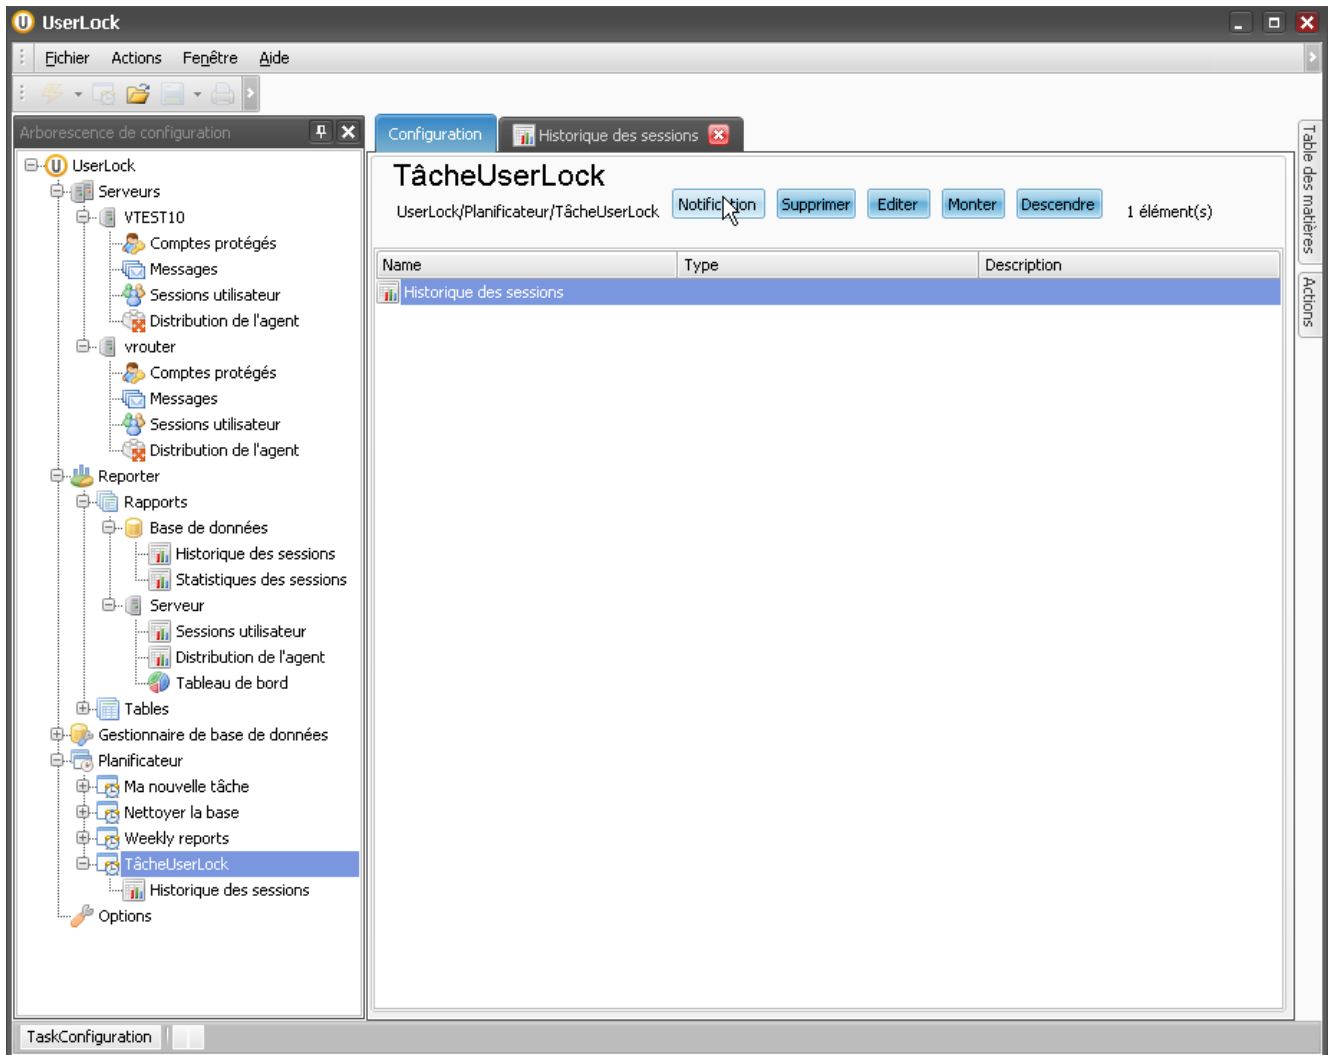 UserLock
Fichier Actions Fenêtre Aide
Arborescence de configuration
UserLock
Serveurs
VTEST10
Comptes protégés
Messages
Sessions utilisateur
Distribution de l'agent
vrouter
Comptes protégés
Messages
Sessions utilisateur
Distribution de l'agent
Reporter
Rapports
Base de données
Historique des sessions
Statistiques des sessions
Serveur
Sessions utilisateur
Distribution de l'agent
Tableau de bord
Tables
Gestionnaire de base de données
Planificateur
Ma nouvelle tâche
Nettoyer la base
Weekly reports
TâcheUserLock
Historique des sessions
Options
Configuration Historique des sessions
TâcheUserLock
UserLock/Planificateur/TâcheUserLock Notification Supprimer Editer Monter Descendre 1 élément(s)
Name Type Description
Historique des sessions
Table des matières
Actions
TaskConfiguration